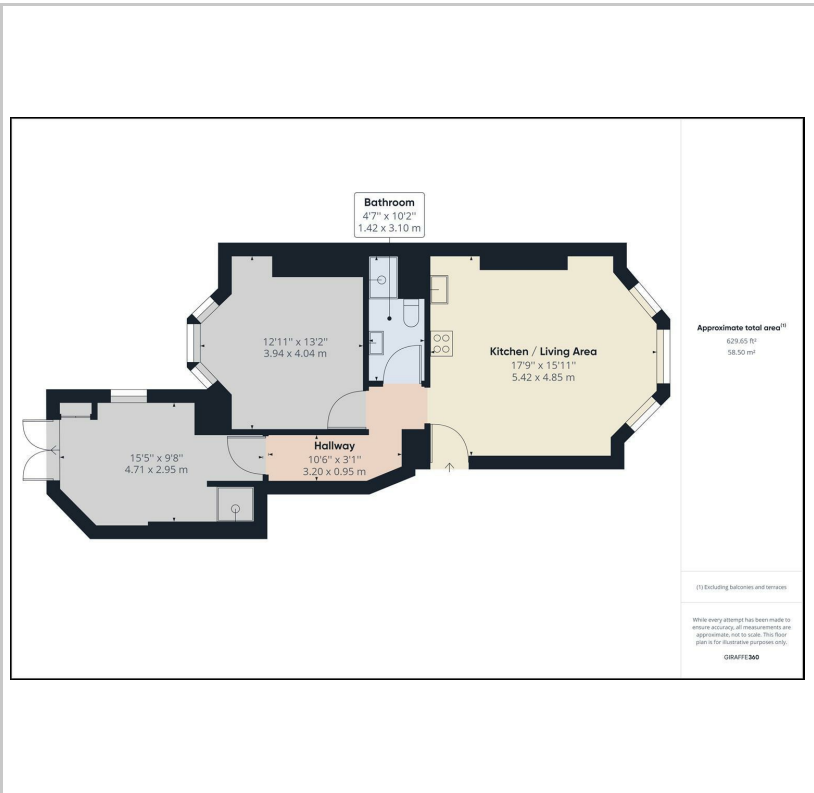 Bathroom
4'7" x 10'2"
1.42 x 3.10 m
12'11" x 13'2"
3.94 x 4.04 m
Kitchen / Living Area
17'9" x 15'11"
5.42 x 4.85 m
15'5" x 9'8"
4.71 x 2.95 m
Hallway
10'6" x 3'1"
3.20 x 0.95 m
Approximate total area(1)
629.65 ft²
58.50 m²
(1) Excluding balconies and terraces
While every attempt has been made to
ensure accuracy, all measurements are
approximate, not to scale. This floor
plan is for illustrative purposes only.
GIRAFFE360